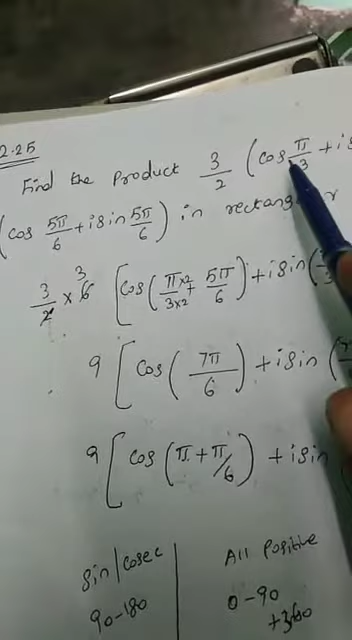 2.25
Find the Product 3/2 (cos π/3 + i
(cos 5π/6 + i sin 5π/6) in
3/2 × 6 3 [cos (π×2/3×2 + 5π/6) + i sin (
9 [cos (7π/6) + i sin (
9 [cos (π + π/6) + i sin
sin/cosec
All Positive
90-180
0-90
+360